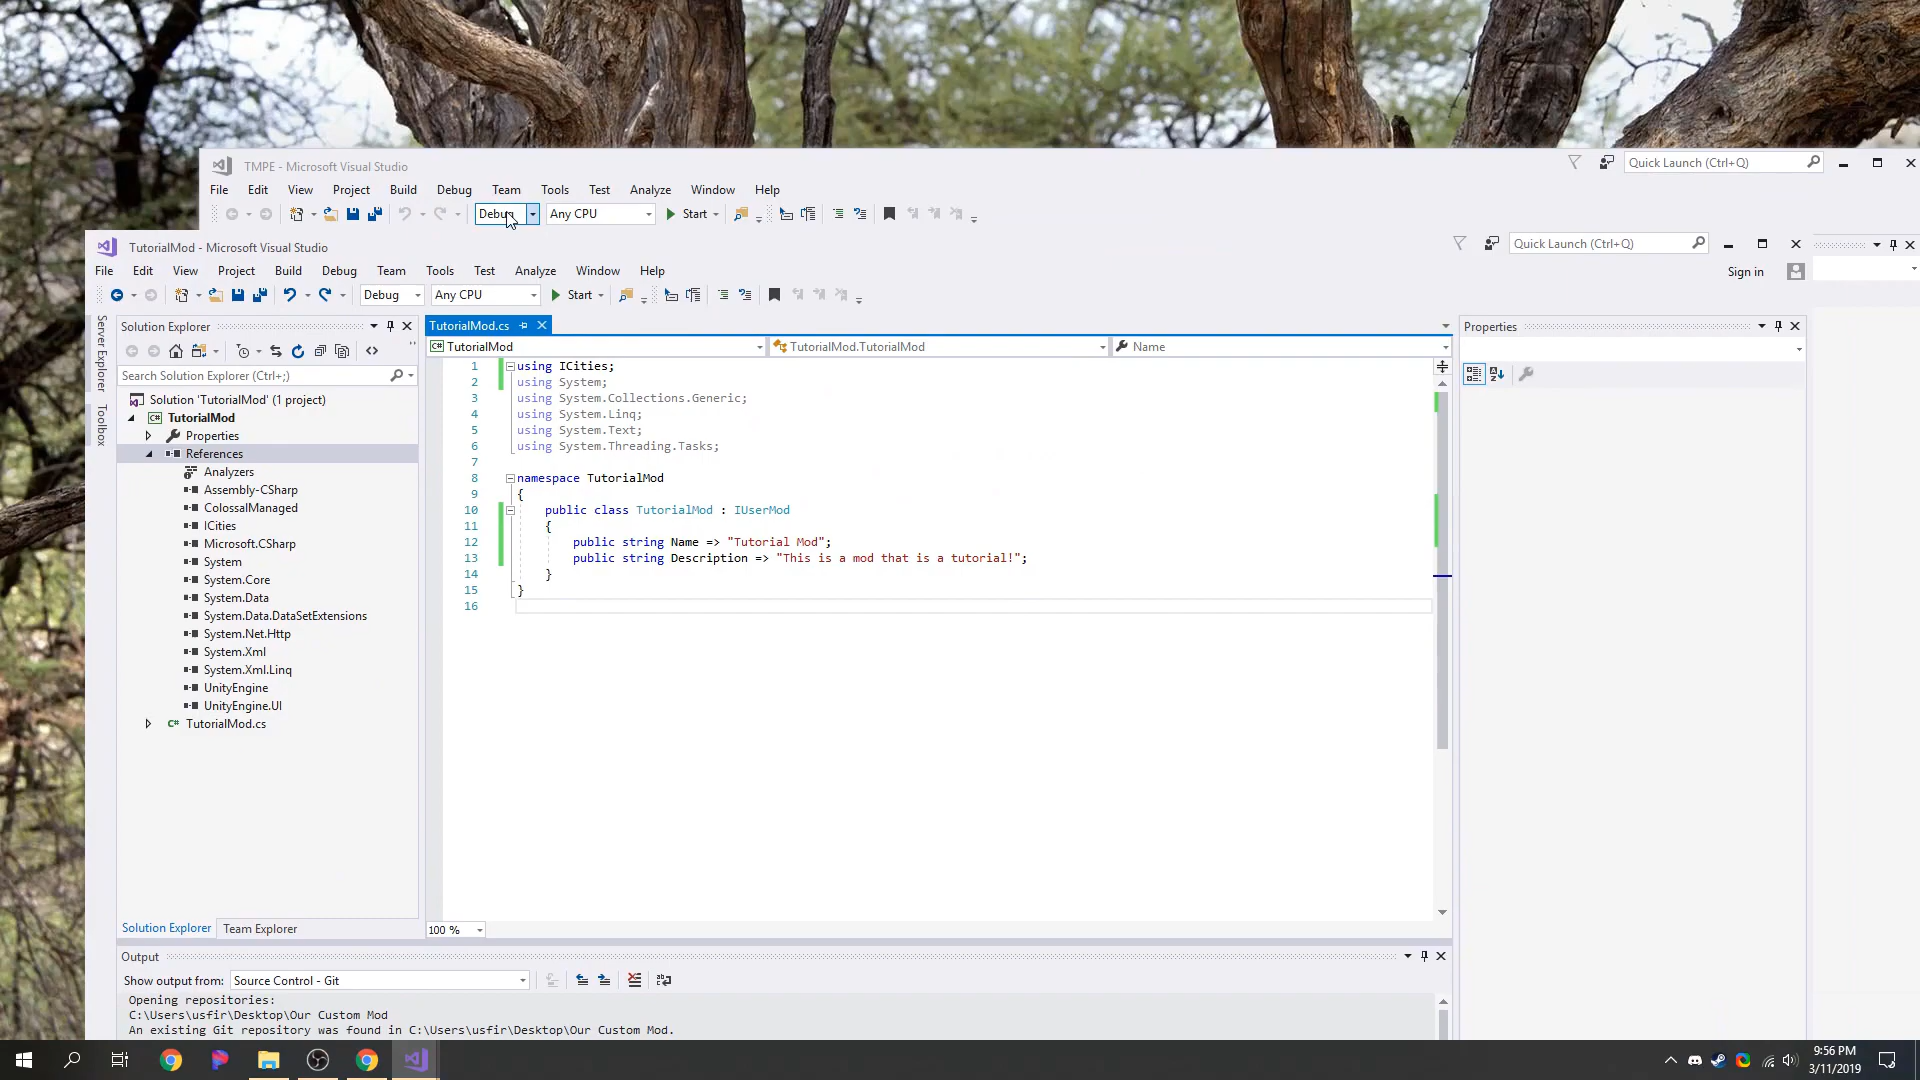 TMPE - Microsoft Visual Studio
Quick Launch (Ctrl+Q)
File Edit View Project Build Debug Team Tools Test Analyze Window Help
Debug Any CPU Start
TutorialMod - Microsoft Visual Studio
Quick Launch (Ctrl+Q)
File Edit View Project Build Debug Team Tools Test Analyze Window Help
Sign in
Debug Any CPU Start
Server Explorer
Toolbox
Solution Explorer
Search Solution Explorer (Ctrl+;)
Solution 'TutorialMod' (1 project)
TutorialMod
Properties
References
Analyzers
Assembly-CSharp
ColossalManaged
ICities
Microsoft.CSharp
System
System.Core
System.Data
System.Data.DataSetExtensions
System.Net.Http
System.Xml
System.Xml.Linq
UnityEngine
UnityEngine.UI
TutorialMod.cs
Solution Explorer Team Explorer
TutorialMod.cs
TutorialMod TutorialMod.TutorialMod Name
1 using ICities;
2 using System;
3 using System.Collections.Generic;
4 using System.Linq;
5 using System.Text;
6 using System.Threading.Tasks;
7
8 namespace TutorialMod
9 {
10 public class TutorialMod : IUserMod
11 {
12 public string Name => "Tutorial Mod";
13 public string Description => "This is a mod that is a tutorial!";
14 }
15 }
16
100 %
Properties
Output
Show output from: Source Control - Git
Opening repositories:
C:\Users\usfir\Desktop\Our Custom Mod
An existing Git repository was found in C:\Users\usfir\Desktop\Our Custom Mod.
9:56 PM
3/11/2019